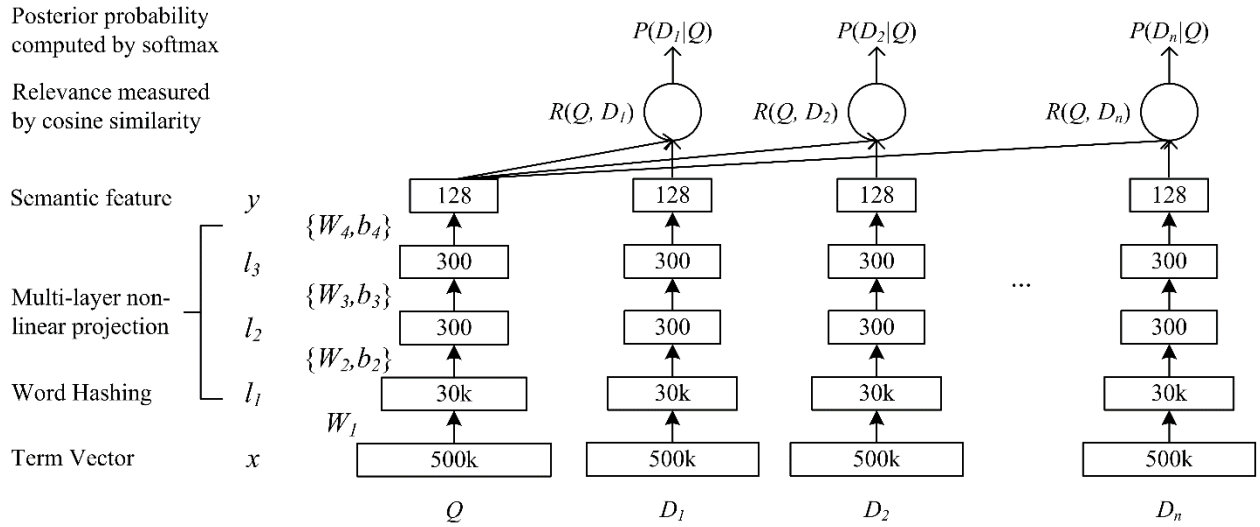 Posterior probability
computed by softmax
P(D₁|Q) P(D₂|Q) P(Dₙ|Q)
Relevance measured
by cosine similarity
R(Q, D₁) R(Q, D₂) R(Q, Dₙ)
Semantic feature y 128 128 128 128
{W₄,b₄}
l₃ 300 300 300 300
Multi-layer non-
linear projection
{W₃,b₃}
...
l₂ 300 300 300 300
{W₂,b₂}
Word Hashing l₁ 30k 30k 30k 30k
W₁
Term Vector x 500k 500k 500k 500k
Q D₁ D₂ Dₙ